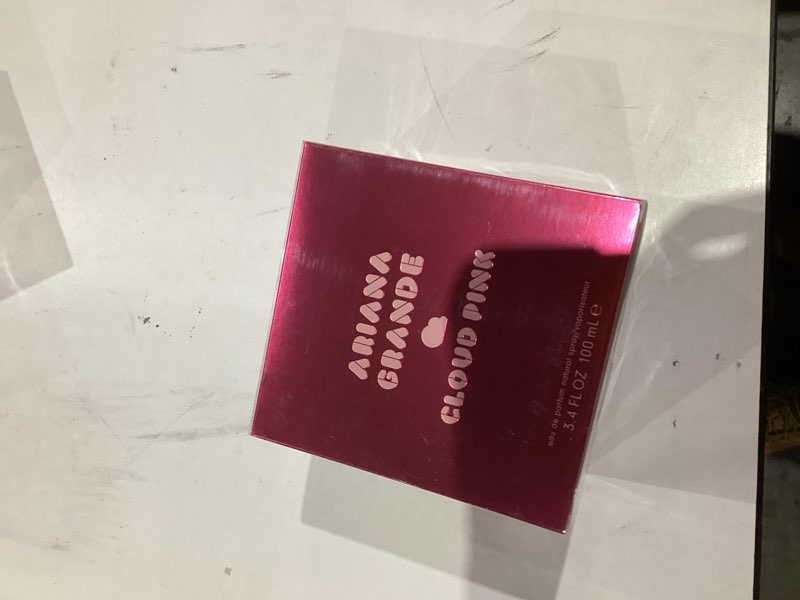 ARIANA
GRANDE
CLOUD PINK
eau de parfum natural spray/vaporisateur
3.4 FL OZ 100 mL ℮